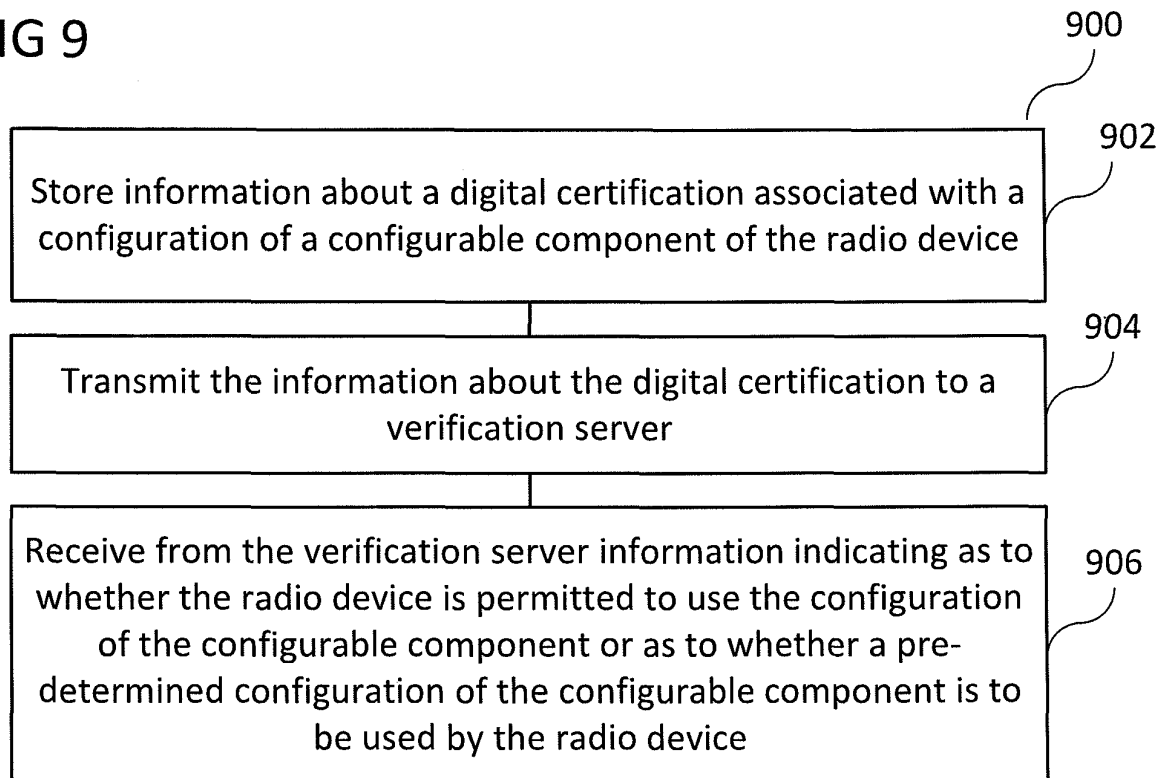 IG 9
900
902
Store information about a digital certification associated with a
configuration of a configurable component of the radio device
904
Transmit the information about the digital certification to a
verification server
Receive from the verification server information indicating as to
906
whether the radio device is permitted to use the configuration
of the configurable component or as to whether a pre-
determined configuration of the configurable component is to
be used by the radio device